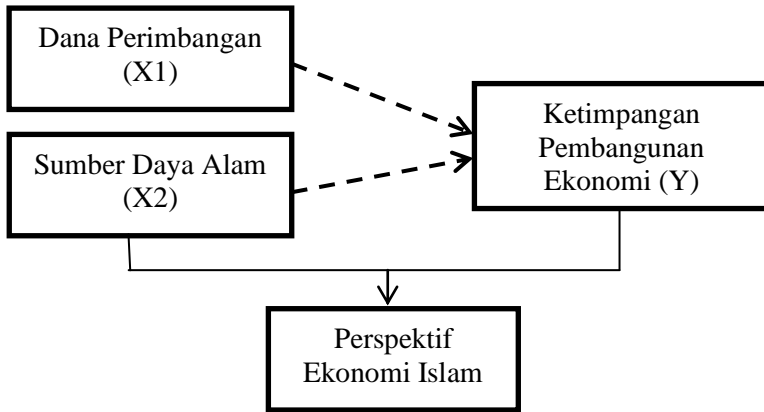 Dana Perimbangan
(X1)
Sumber Daya Alam
(X2)
Ketimpangan
Pembangunan
Ekonomi (Y)
Perspektif
Ekonomi Islam